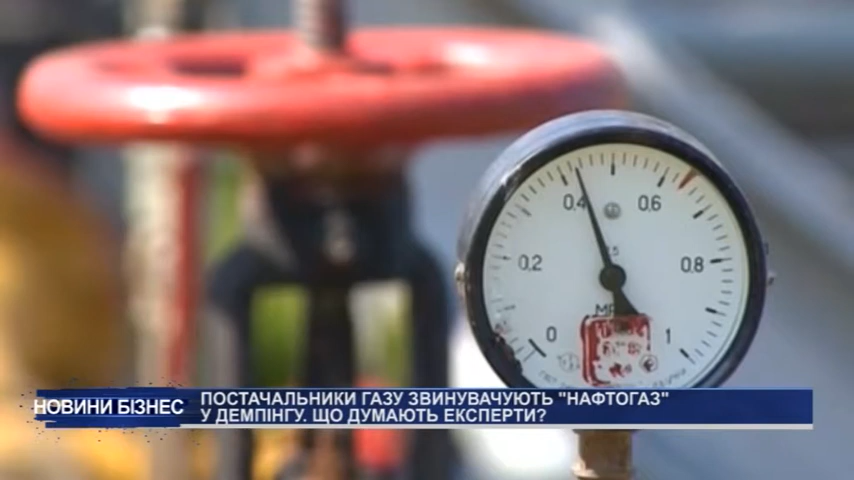 0,4
0,6
0,2
0,8
0
1
НОВИНИ БІЗНЕС
ПОСТАЧАЛЬНИКИ ГАЗУ ЗВИНУВАЧУЮТЬ "НАФТОГАЗ"
У ДЕМПІНГУ. ЩО ДУМАЮТЬ ЕКСПЕРТИ?